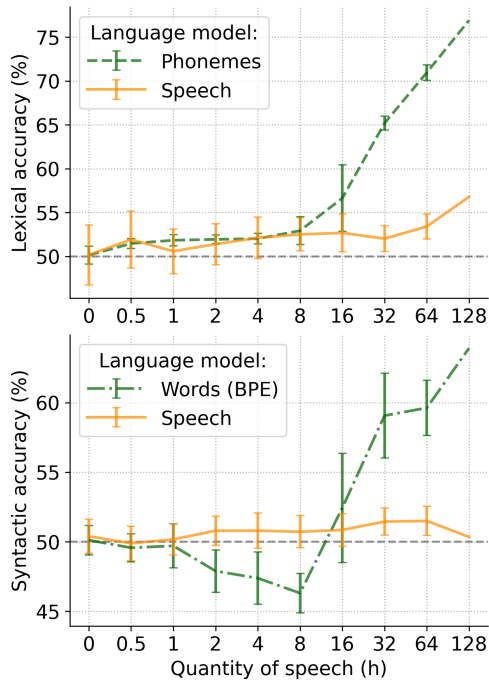 Lexical accuracy (%)
75
70
65
60
55
50
Language model:
Phonemes
Speech
0 0.5 1 2 4 8 16 32 64 128
Syntactic accuracy (%)
60
55
50
45
Language model:
Words (BPE)
Speech
0 0.5 1 2 4 8 16 32 64 128
Quantity of speech (h)